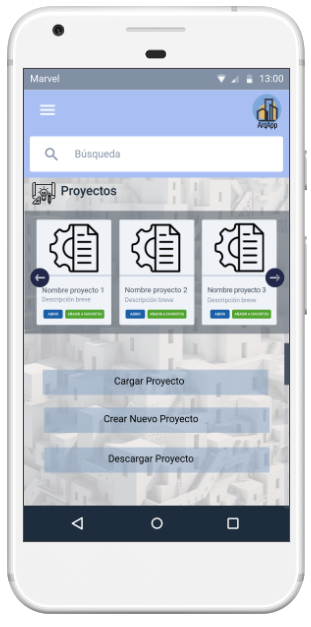 Marvel 13:00
ArqApp
Búsqueda
Proyectos
Nombre proyecto 1 Nombre proyecto 2 Nombre proyecto 3
Descripción breve Descripción breve Descripción breve
ABRIR AÑADIR A FAVORITOS ABRIR AÑADIR A FAVORITOS ABRIR AÑADIR A FAVORITOS
Cargar Proyecto
Crear Nuevo Proyecto
Descargar Proyecto